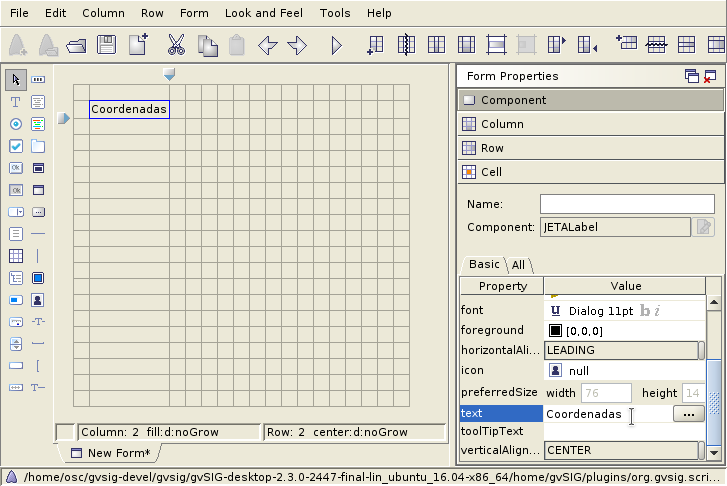 File Edit Column Row Form Look and Feel Tools Help
Form Properties
Component
Column
Row
Cell
Coordenadas
Name:
Component: JETALabel
Basic All
Property Value
font Dialog 11pt b i
foreground [0,0,0]
horizontalAli... LEADING
icon null
preferredSize width 76 height 14
text Coordenadas ...
toolTipText
verticalAlign... CENTER
Column: 2 fill:d:noGrow Row: 2 center:d:noGrow
New Form*
/home/osc/gvsig-devel/gvsig/gvSIG-desktop-2.3.0-2447-final-lin_ubuntu_16.04-x86_64/home/gvSIG/plugins/org.gvsig.scri...